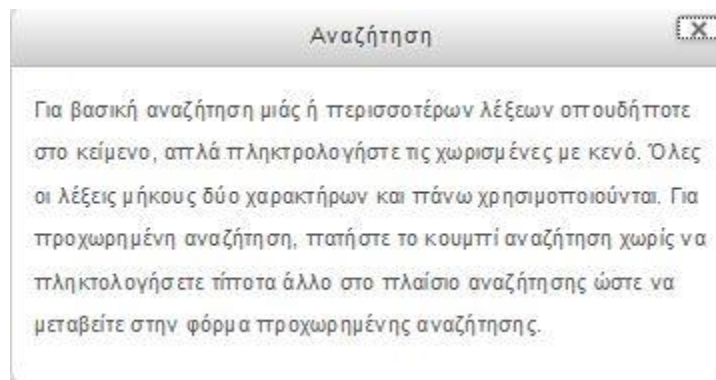 Αναζήτηση
Για βασική αναζήτηση μιάς ή περισσοτέρων λέξεων οπουδήποτε
στο κείμενο, απλά πληκτρολογήστε τις χωρισμένες με κενό. Όλες
οι λέξεις μήκους δύο χαρακτήρων και πάνω χρησιμοποιούνται. Για
προχωρημένη αναζήτηση, πατήστε το κουμπί αναζήτηση χωρίς να
πληκτολογήσετε τίποτα άλλο στο πλαίσιο αναζήτησης ώστε να
μεταβείτε στην φόρμα προχωρημένης αναζήτησης.